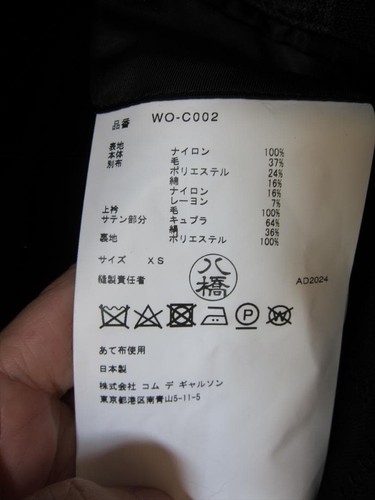 品番 WO-C002
表地
本体 ナイロン 100%
別布 毛 37%
ポリエステル 24%
綿 16%
ナイロン 16%
レーヨン 7%
上衿 毛 100%
サテン部分 キュプラ 64%
絹 36%
裏地 ポリエステル 100%
サイズ XS
縫製責任者 八橋 AD2024
P W
あて布使用
日本製
株式会社 コム デ ギャルソン
東京都港区南青山5-11-5